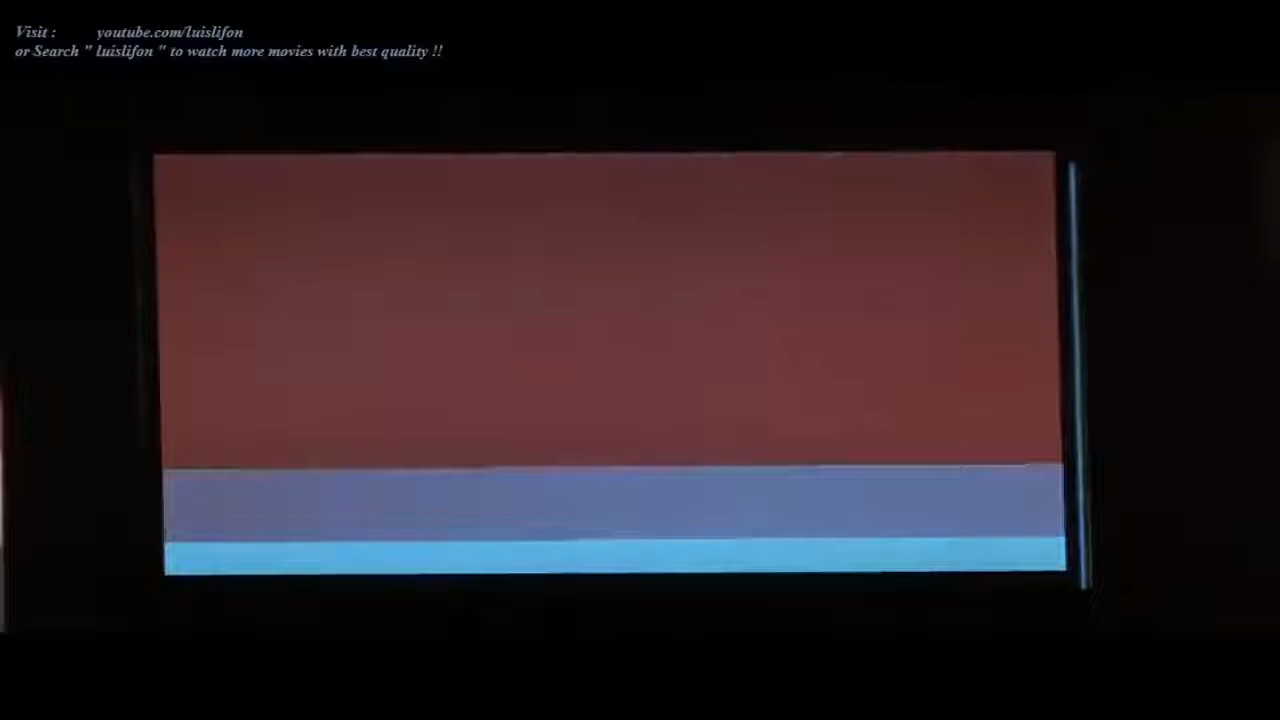 Visit : youtube.com/luislifon
or Search " luislifon " to watch more movies with best quality !!